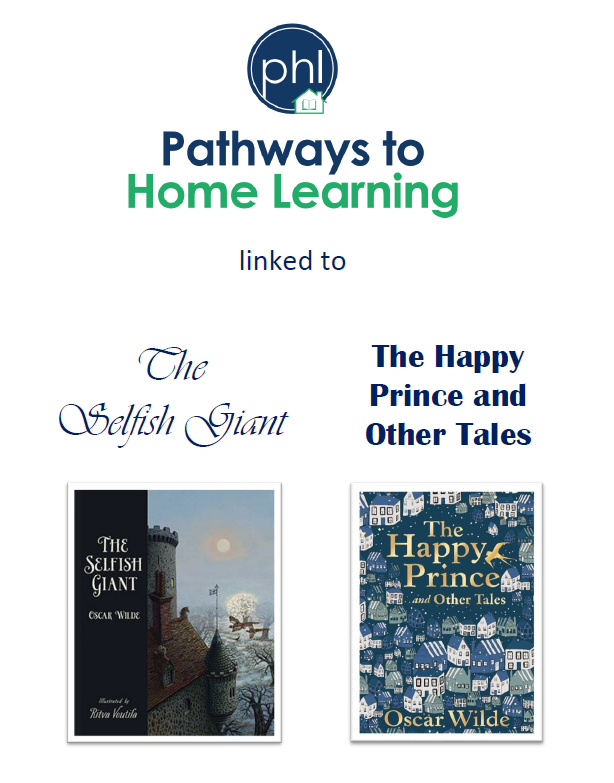 phl
Pathways to
Home Learning
linked to
The
Selfish Giant
The Happy
Prince and
Other Tales
THE
SELFISH
GIANT
OSCAR WILDE
Illustrated by
Ritva Voutila
The
Happy
Prince
and Other Tales
Oscar Wilde